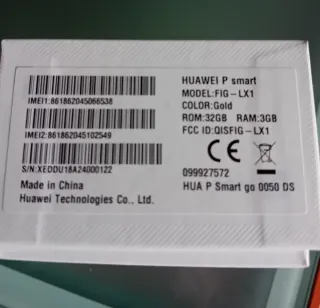 HUAWEI P smart
MODEL:FIG-LX1
COLOR:Gold
ROM:32GB RAM:3GB
FCC ID:QISFIG-LX1
IMEI1:861862045066538
IMEI2:861862045102549
S/N:XEDDU18A24000122
Made in China
Huawei Technologies Co., Ltd.
CE
099927572
HUA P Smart go 0050 DS